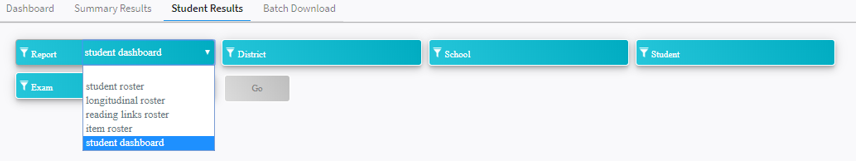 Dashboard Summary Results Student Results Batch Download
Report student dashboard District School Student
Exam Go
student roster
longitudinal roster
reading links roster
item roster
student dashboard